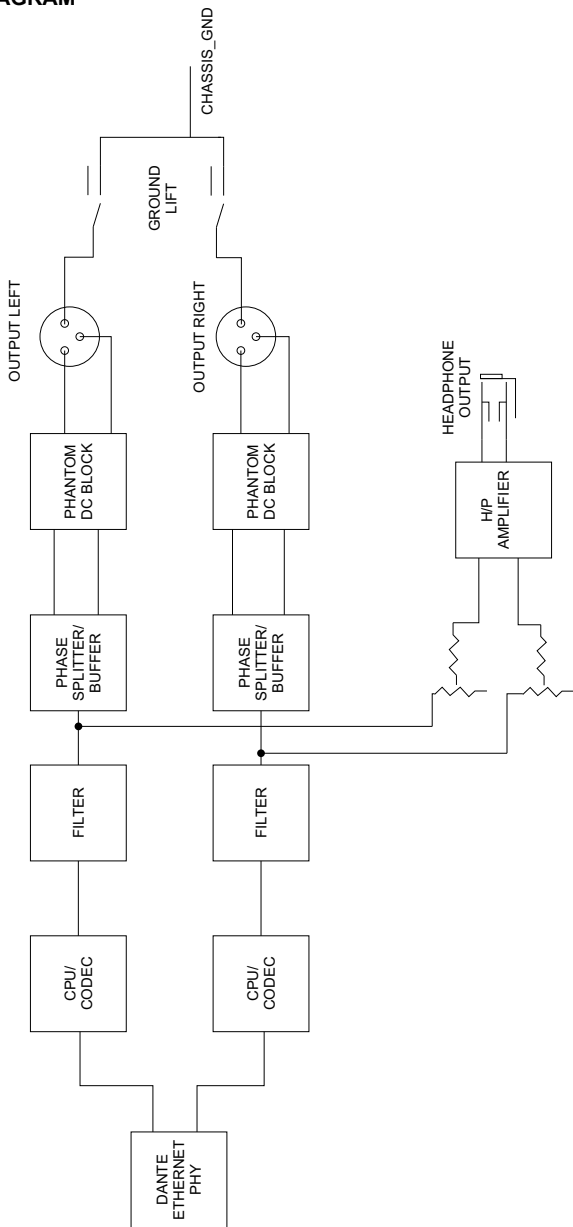 AGRAM
CHASSIS_GND
GROUND
LIFT
OUTPUT LEFT
OUTPUT RIGHT
PHANTOM
DC BLOCK
PHANTOM
DC BLOCK
HEADPHONE
OUTPUT
H/P
AMPLIFIER
PHASE
SPLITTER/
BUFFER
PHASE
SPLITTER/
BUFFER
FILTER
FILTER
CPU/
CODEC
CPU/
CODEC
DANTE
ETHERNET
PHY